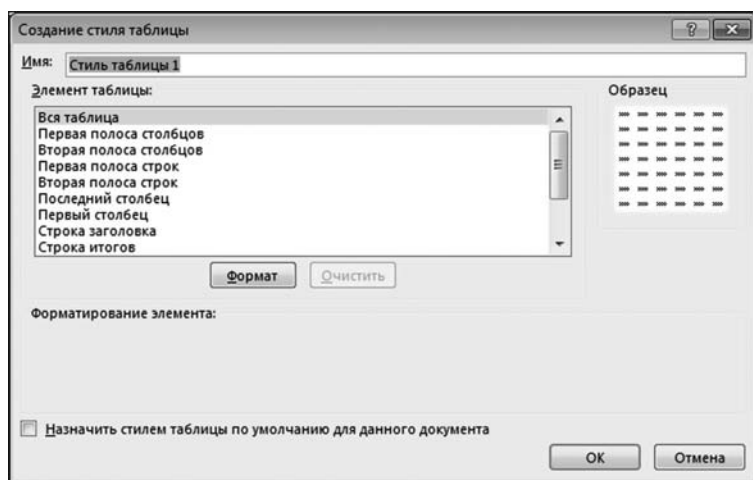 Создание стиля таблицы
Имя: Стиль таблицы 1
Элемент таблицы:
Образец
Вся таблица
Первая полоса столбцов
Вторая полоса столбцов
Первая полоса строк
Вторая полоса строк
Последний столбец
Первый столбец
Строка заголовка
Строка итогов
Формат
Очистить
Форматирование элемента:
Назначить стилем таблицы по умолчанию для данного документа
ОК
Отмена